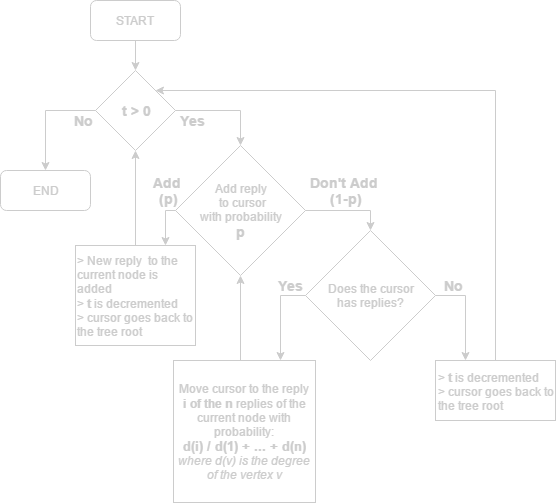 START
t > 0
No
Yes
END
Add
(p)
Add reply
to cursor
with probability
p
Don't Add
(1-p)
> New reply to the
current node is
added
> t is decremented
> cursor goes back to
the tree root
Yes
Does the cursor
has replies?
No
Move cursor to the reply
i of the n replies of the
current node with
probability:
d(i) / d(1) + ... + d(n)
where d(v) is the degree
of the vertex v
> t is decremented
> cursor goes back to
the tree root